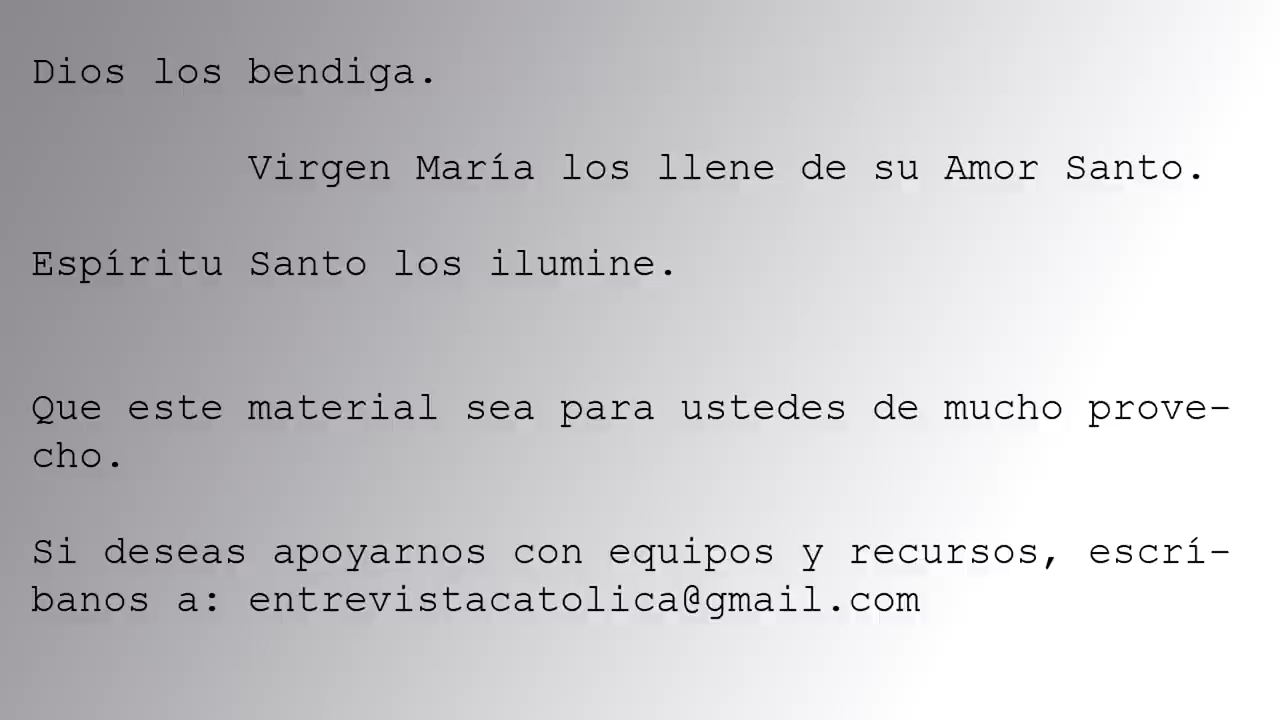 Dios los bendiga.
Virgen María los llene de su Amor Santo.
Espíritu Santo los ilumine.
Que este material sea para ustedes de mucho prove-
cho.
Si deseas apoyarnos con equipos y recursos, escrí-
banos a: entrevistacatolica@gmail.com